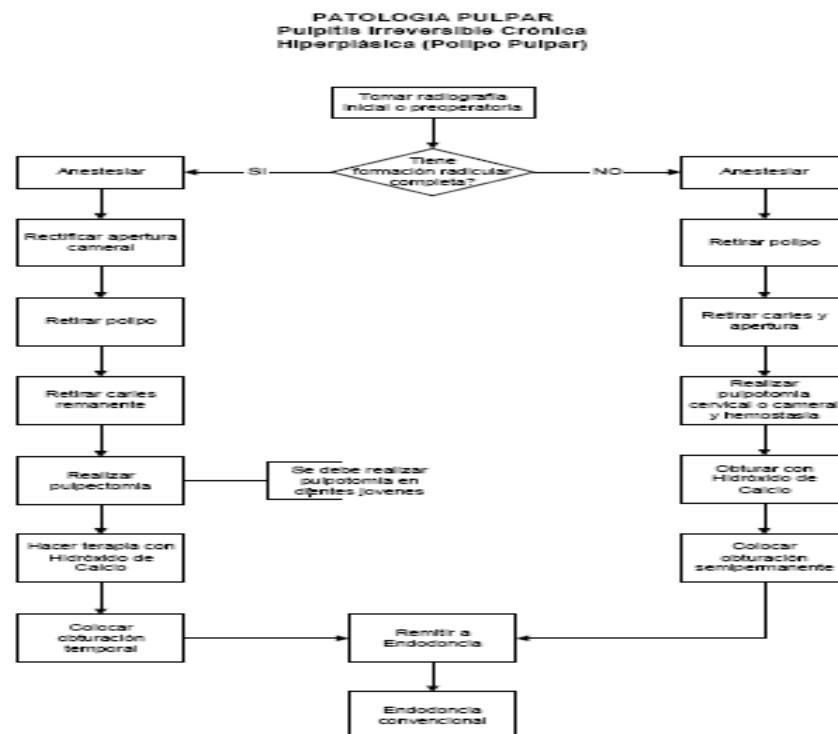 PATOLOGIA PULPAR
Pulpitis Irreversible Crónica
Hiperplásica (Polipo Pulpar)
Tomar radiografía
inicial o preoperatoria
Tiene
formación radicular
completa?
SI
NO
Anestesiar
Rectificar apertura
cameral
Retirar polipo
Retirar caries
remanente
Realizar
pulpectomia
Se debe realizar
pulpotomia en
dientes jovenes
Hacer terapia con
Hidróxido de
Calcio
Colocar
obturación
temporal
Anestesiar
Retirar polipo
Retirar caries y
apertura
Realizar
pulpotomia
cervical o cameral
y hemostasia
Obturar con
Hidróxido de
Calcio
Colocar
obturación
semipermanente
Remitir a
Endodoncia
Endodoncia
convencional